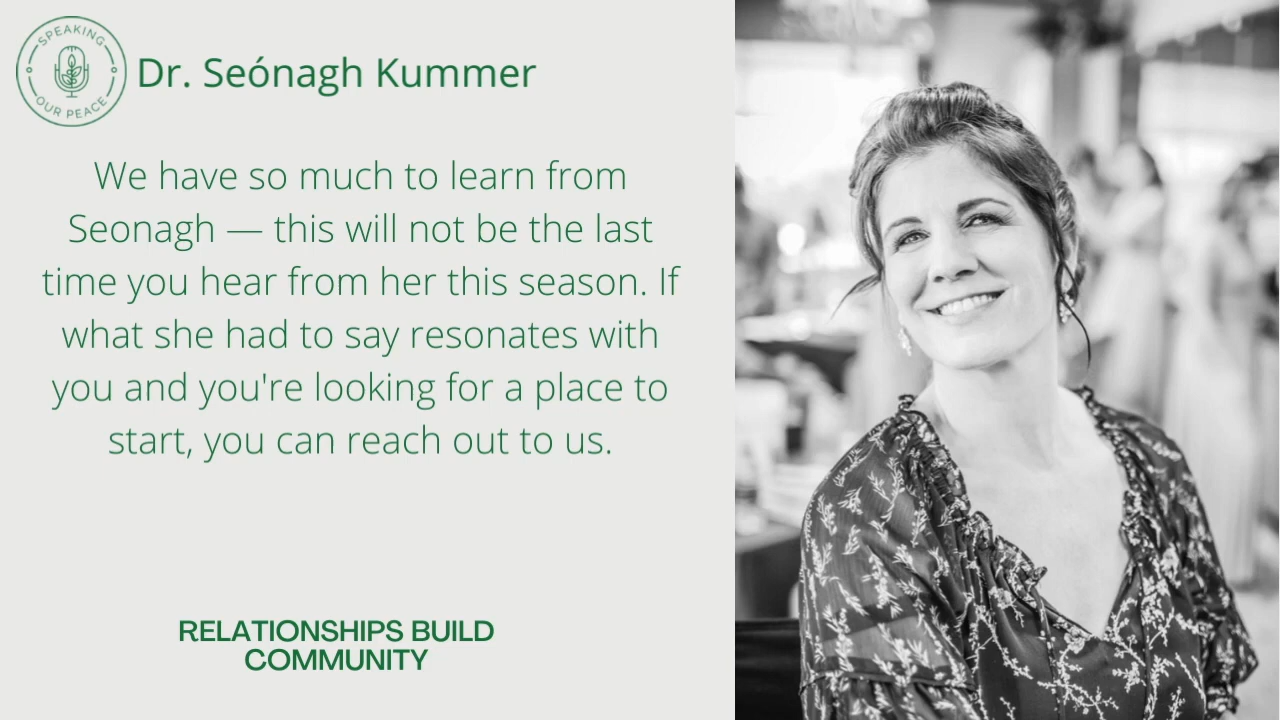 SPEAKING
OUR PEACE
Dr. Seónagh Kummer
We have so much to learn from
Seonagh — this will not be the last
time you hear from her this season. If
what she had to say resonates with
you and you're looking for a place to
start, you can reach out to us.
RELATIONSHIPS BUILD
COMMUNITY